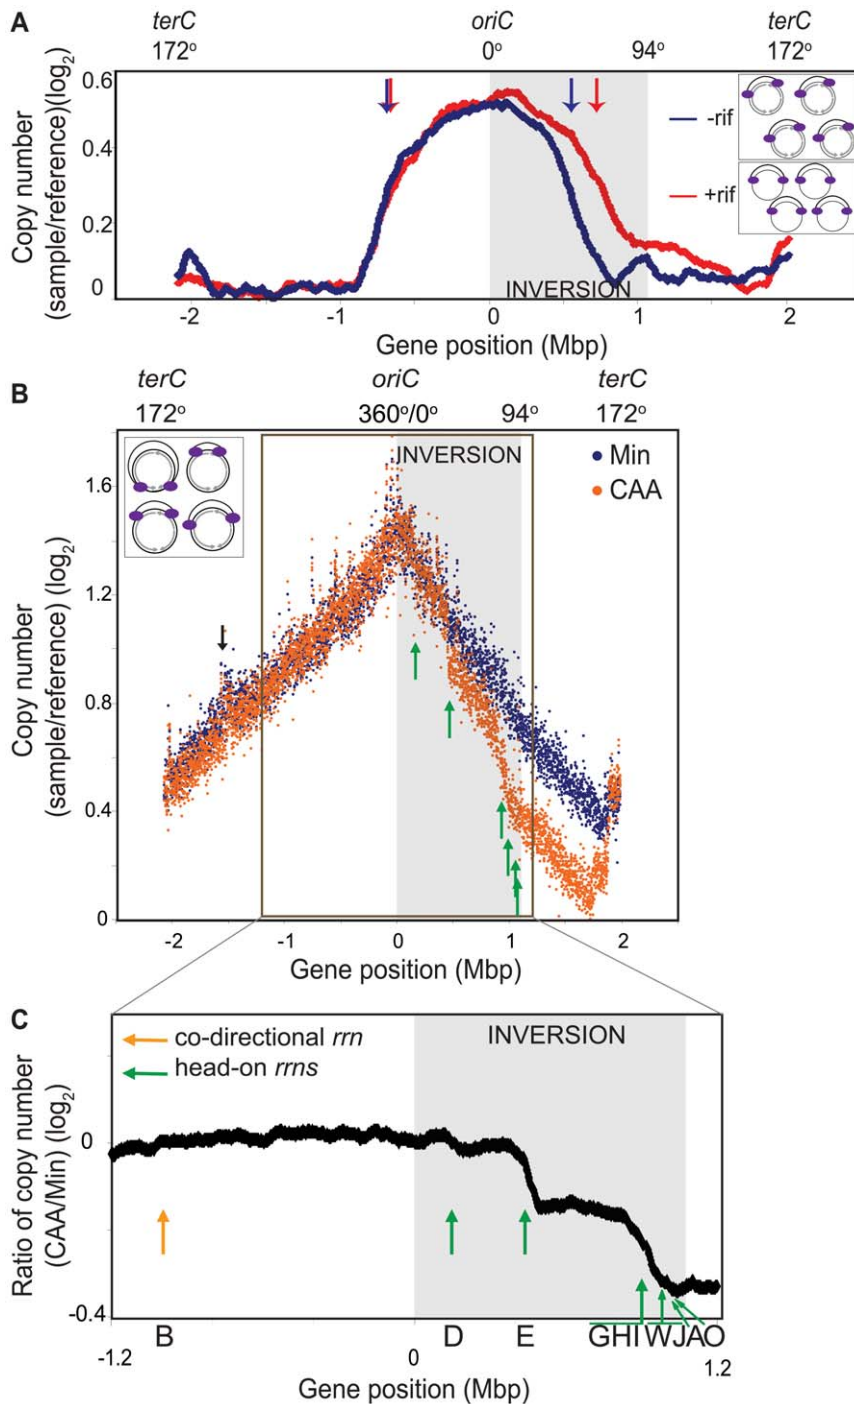 A
terC oriC terC
172° 0° 94° 172°
Copy number
(sample/reference)(log2)
0.6
0.4
0.2
0
-rif
+rif
INVERSION
-2 -1 0 1 2
Gene position (Mbp)
B
terC oriC terC
172° 360°/0° 94° 172°
Copy number
(sample/reference) (log2)
1.6
1.2
0.8
0.4
0
INVERSION
Min
CAA
-2 -1 0 1 2
Gene position (Mbp)
C
Ratio of copy number
(CAA/Min) (log2)
co-directional rrn
head-on rrns
INVERSION
0
-0.4
B D E GHI WJAO
-1.2 0 1.2
Gene position (Mbp)